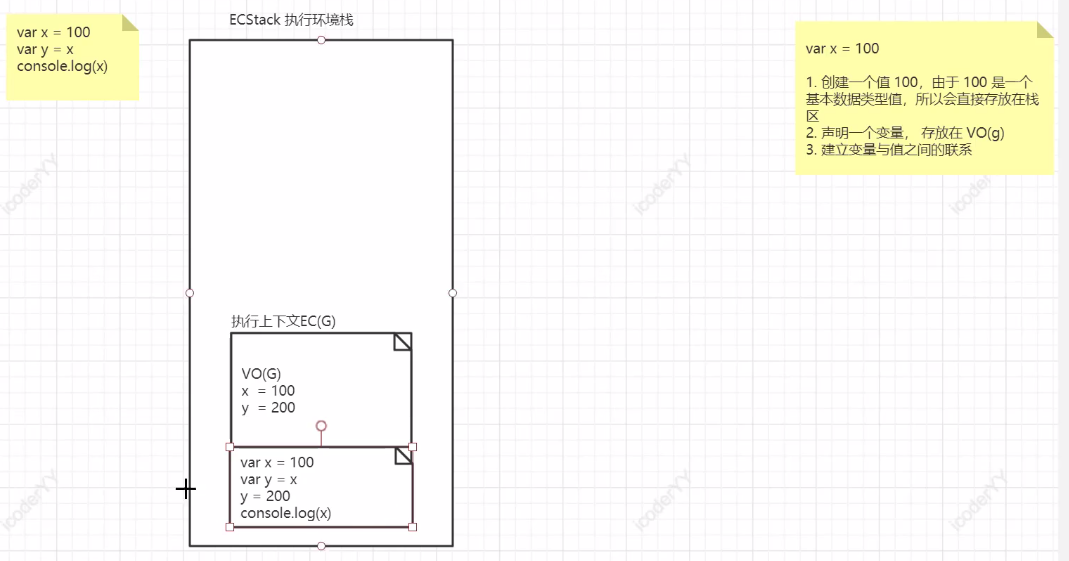 ECStack 执行环境栈
var x = 100
var y = x
console.log(x)
var x = 100
1. 创建一个值 100，由于 100 是一个
基本数据类型值，所以会直接存放在栈
区
2. 声明一个变量， 存放在 VO(g)
3. 建立变量与值之间的联系
icoderYY
icoderYY
icoderYY
执行上下文EC(G)
VO(G)
x = 100
y = 200
var x = 100
var y = x
y = 200
console.log(x)
icoderYY
icoderYY
icoderYY